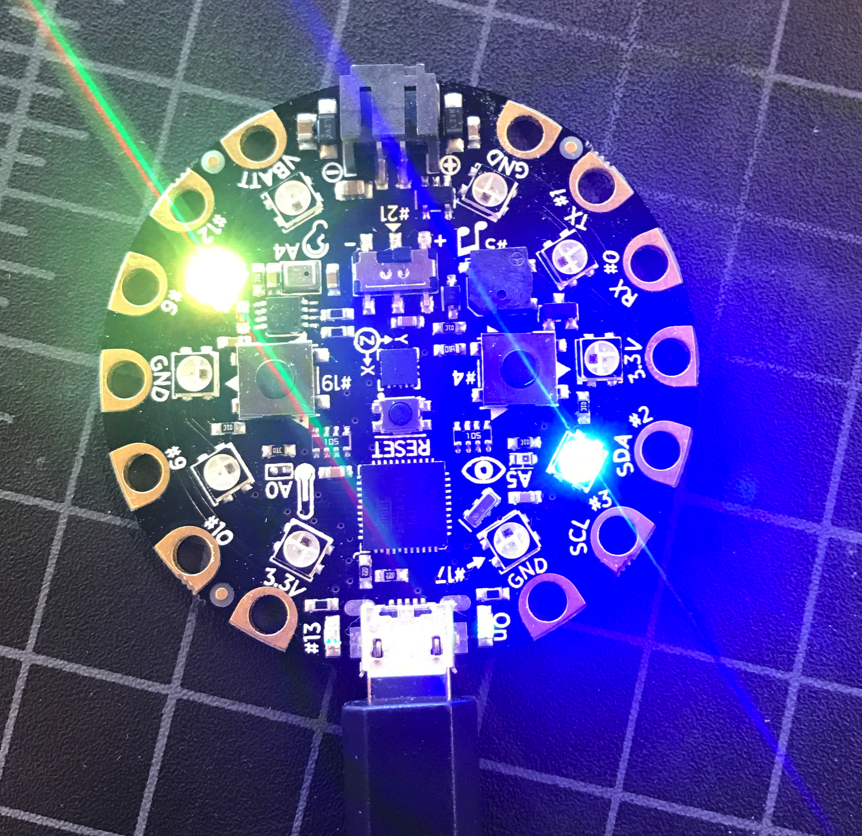 GND
VBATT
⊖
⊕
TX #1
#12
#21
- +
#5
A4
RX #0
#6
Z
Y
X
3.3V
GND
#19
#4
#2
SDA
RESET
#9
A0
A5
#3
SCL
#10
3.3V
#17
GND
#13
On